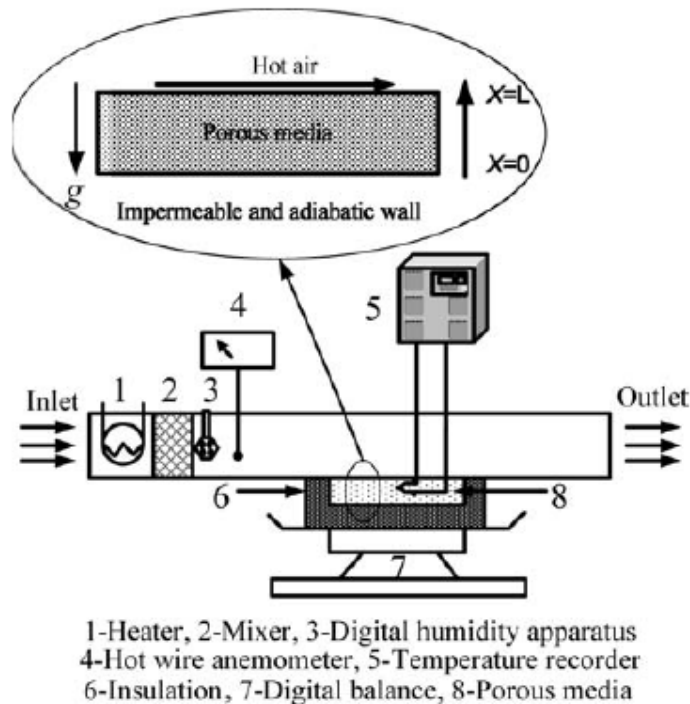 Hot air
X=L
Porous media
X=0
g
Impermeable and adiabatic wall
4
5
1 2 3
Inlet
Outlet
6
8
7
1-Heater, 2-Mixer, 3-Digital humidity apparatus
4-Hot wire anemometer, 5-Temperature recorder
6-Insulation, 7-Digital balance, 8-Porous media